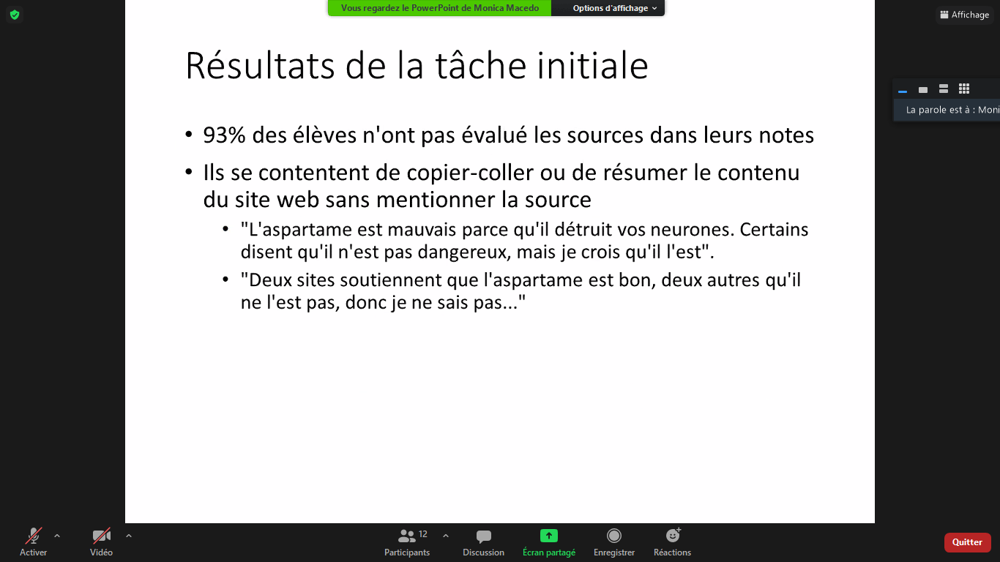 Vous regardez le PowerPoint de Monica Macedo
Options d'affichage
Affichage
Résultats de la tâche initiale
La parole est à : Moni
• 93% des élèves n'ont pas évalué les sources dans leurs notes
• Ils se contentent de copier-coller ou de résumer le contenu
du site web sans mentionner la source
• "L'aspartame est mauvais parce qu'il détruit vos neurones. Certains
disent qu'il n'est pas dangereux, mais je crois qu'il l'est".
• "Deux sites soutiennent que l'aspartame est bon, deux autres qu'il
ne l'est pas, donc je ne sais pas..."
Activer
Vidéo
Participants
12
Discussion
Écran partagé
Enregistrer
Réactions
Quitter